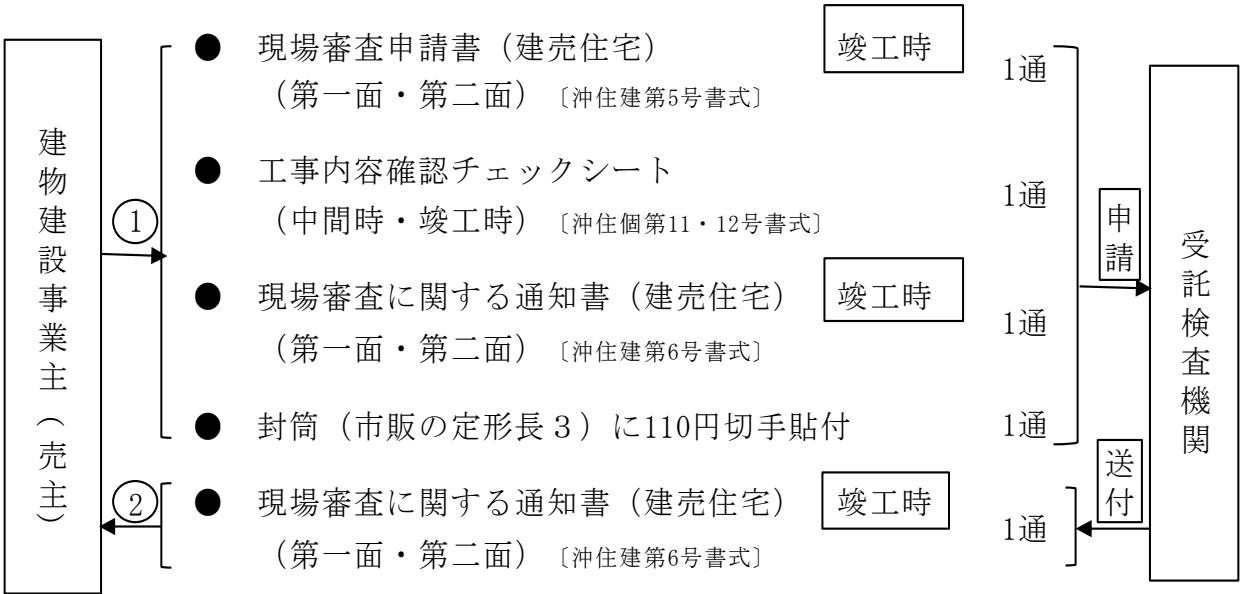 建物建設事業主（売主）
①
● 現場審査申請書（建売住宅） 竣工時 1通
（第一面・第二面）〔沖住建第5号書式〕
● 工事内容確認チェックシート 1通
（中間時・竣工時）〔沖住個第11・12号書式〕
● 現場審査に関する通知書（建売住宅） 竣工時 1通
（第一面・第二面）〔沖住建第6号書式〕
● 封筒（市販の定形長３）に110円切手貼付 1通
申請
受託検査機関
②
● 現場審査に関する通知書（建売住宅） 竣工時 1通
（第一面・第二面）〔沖住建第6号書式〕
送付